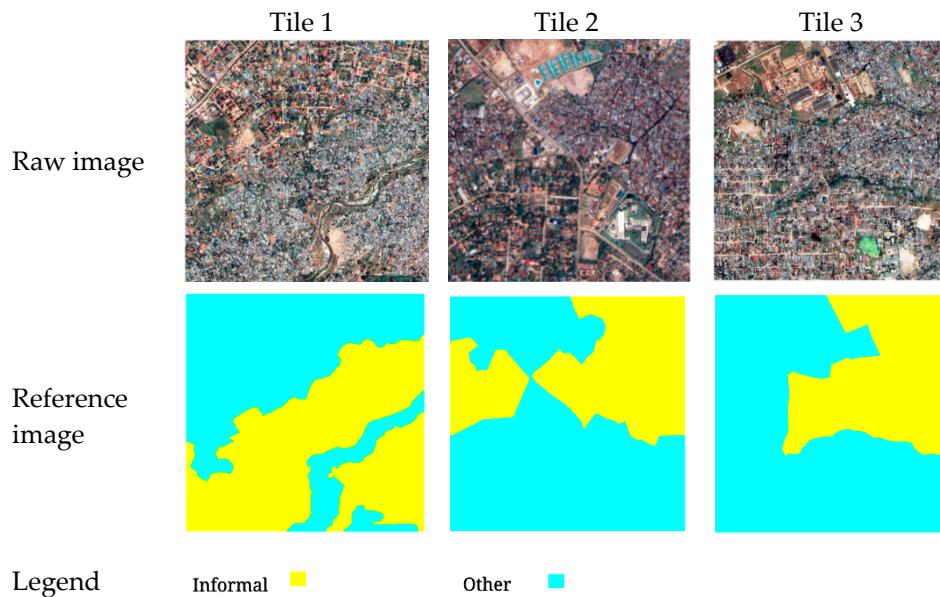 Tile 1 Tile 2 Tile 3
Raw image
Reference
image
Legend Informal Other